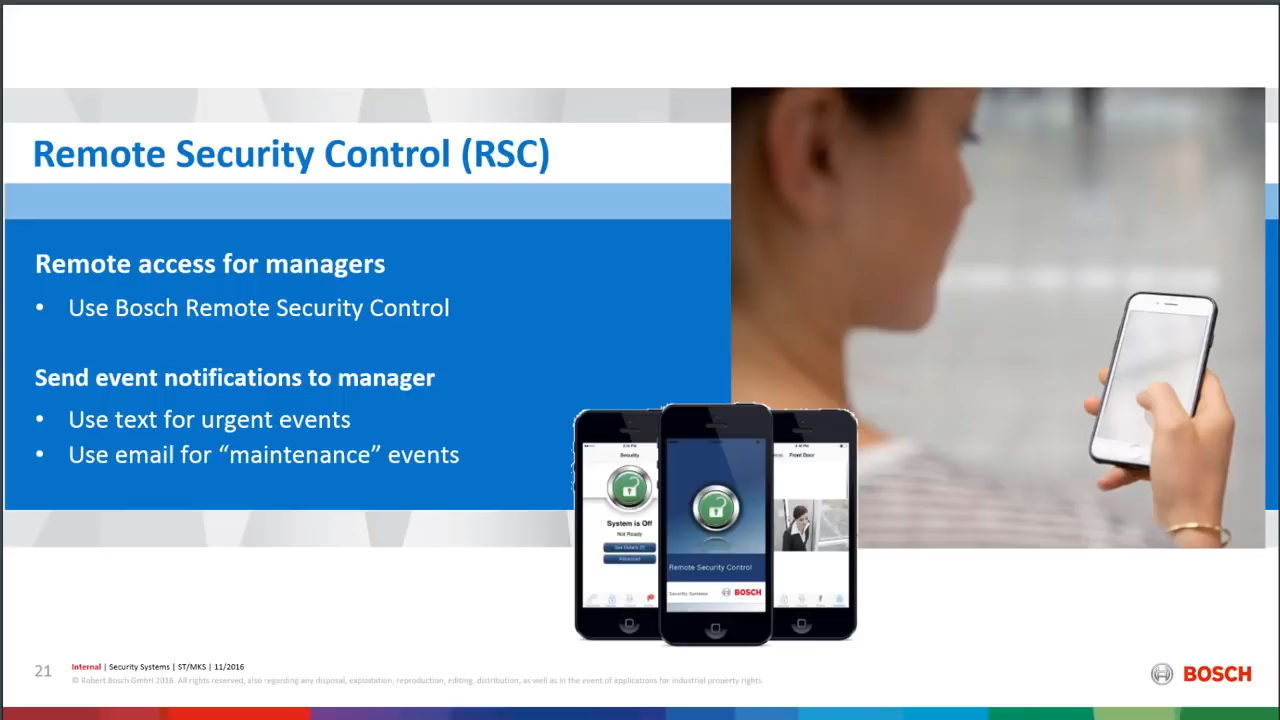 Remote Security Control (RSC)
Remote access for managers
• Use Bosch Remote Security Control
Send event notifications to manager
• Use text for urgent events
• Use email for “maintenance” events
Security
System is Off
Not Ready
Advanced
Remote Security Control
Security Systems
BOSCH
Front Door
21
Internal | Security Systems | ST/MKS | 11/2016
© Robert Bosch GmbH 2016. All rights reserved, also regarding any disposal, exploitation, reproduction, editing, distribution, as well as in the event of applications for industrial property rights.
BOSCH